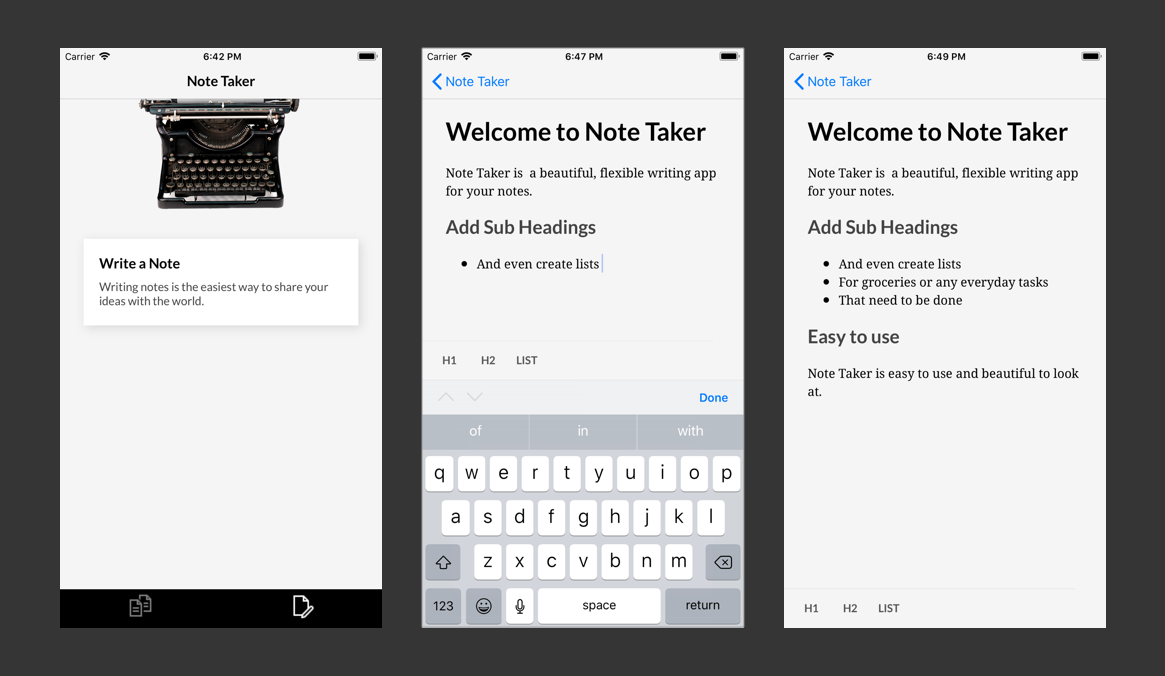 Carrier 6:42 PM
Note Taker
Write a Note
Writing notes is the easiest way to share your
ideas with the world.
Carrier 6:47 PM
Note Taker
Welcome to Note Taker
Note Taker is  a beautiful, flexible writing app
for your notes.
Add Sub Headings
• And even create lists
H1 H2 LIST
Done
of in with
q w e r t y u i o p
a s d f g h j k l
z x c v b n m
123 space return
Carrier 6:49 PM
Note Taker
Welcome to Note Taker
Note Taker is  a beautiful, flexible writing app
for your notes.
Add Sub Headings
• And even create lists
• For groceries or any everyday tasks
• That need to be done
Easy to use
Note Taker is easy to use and beautiful to look
at.
H1 H2 LIST